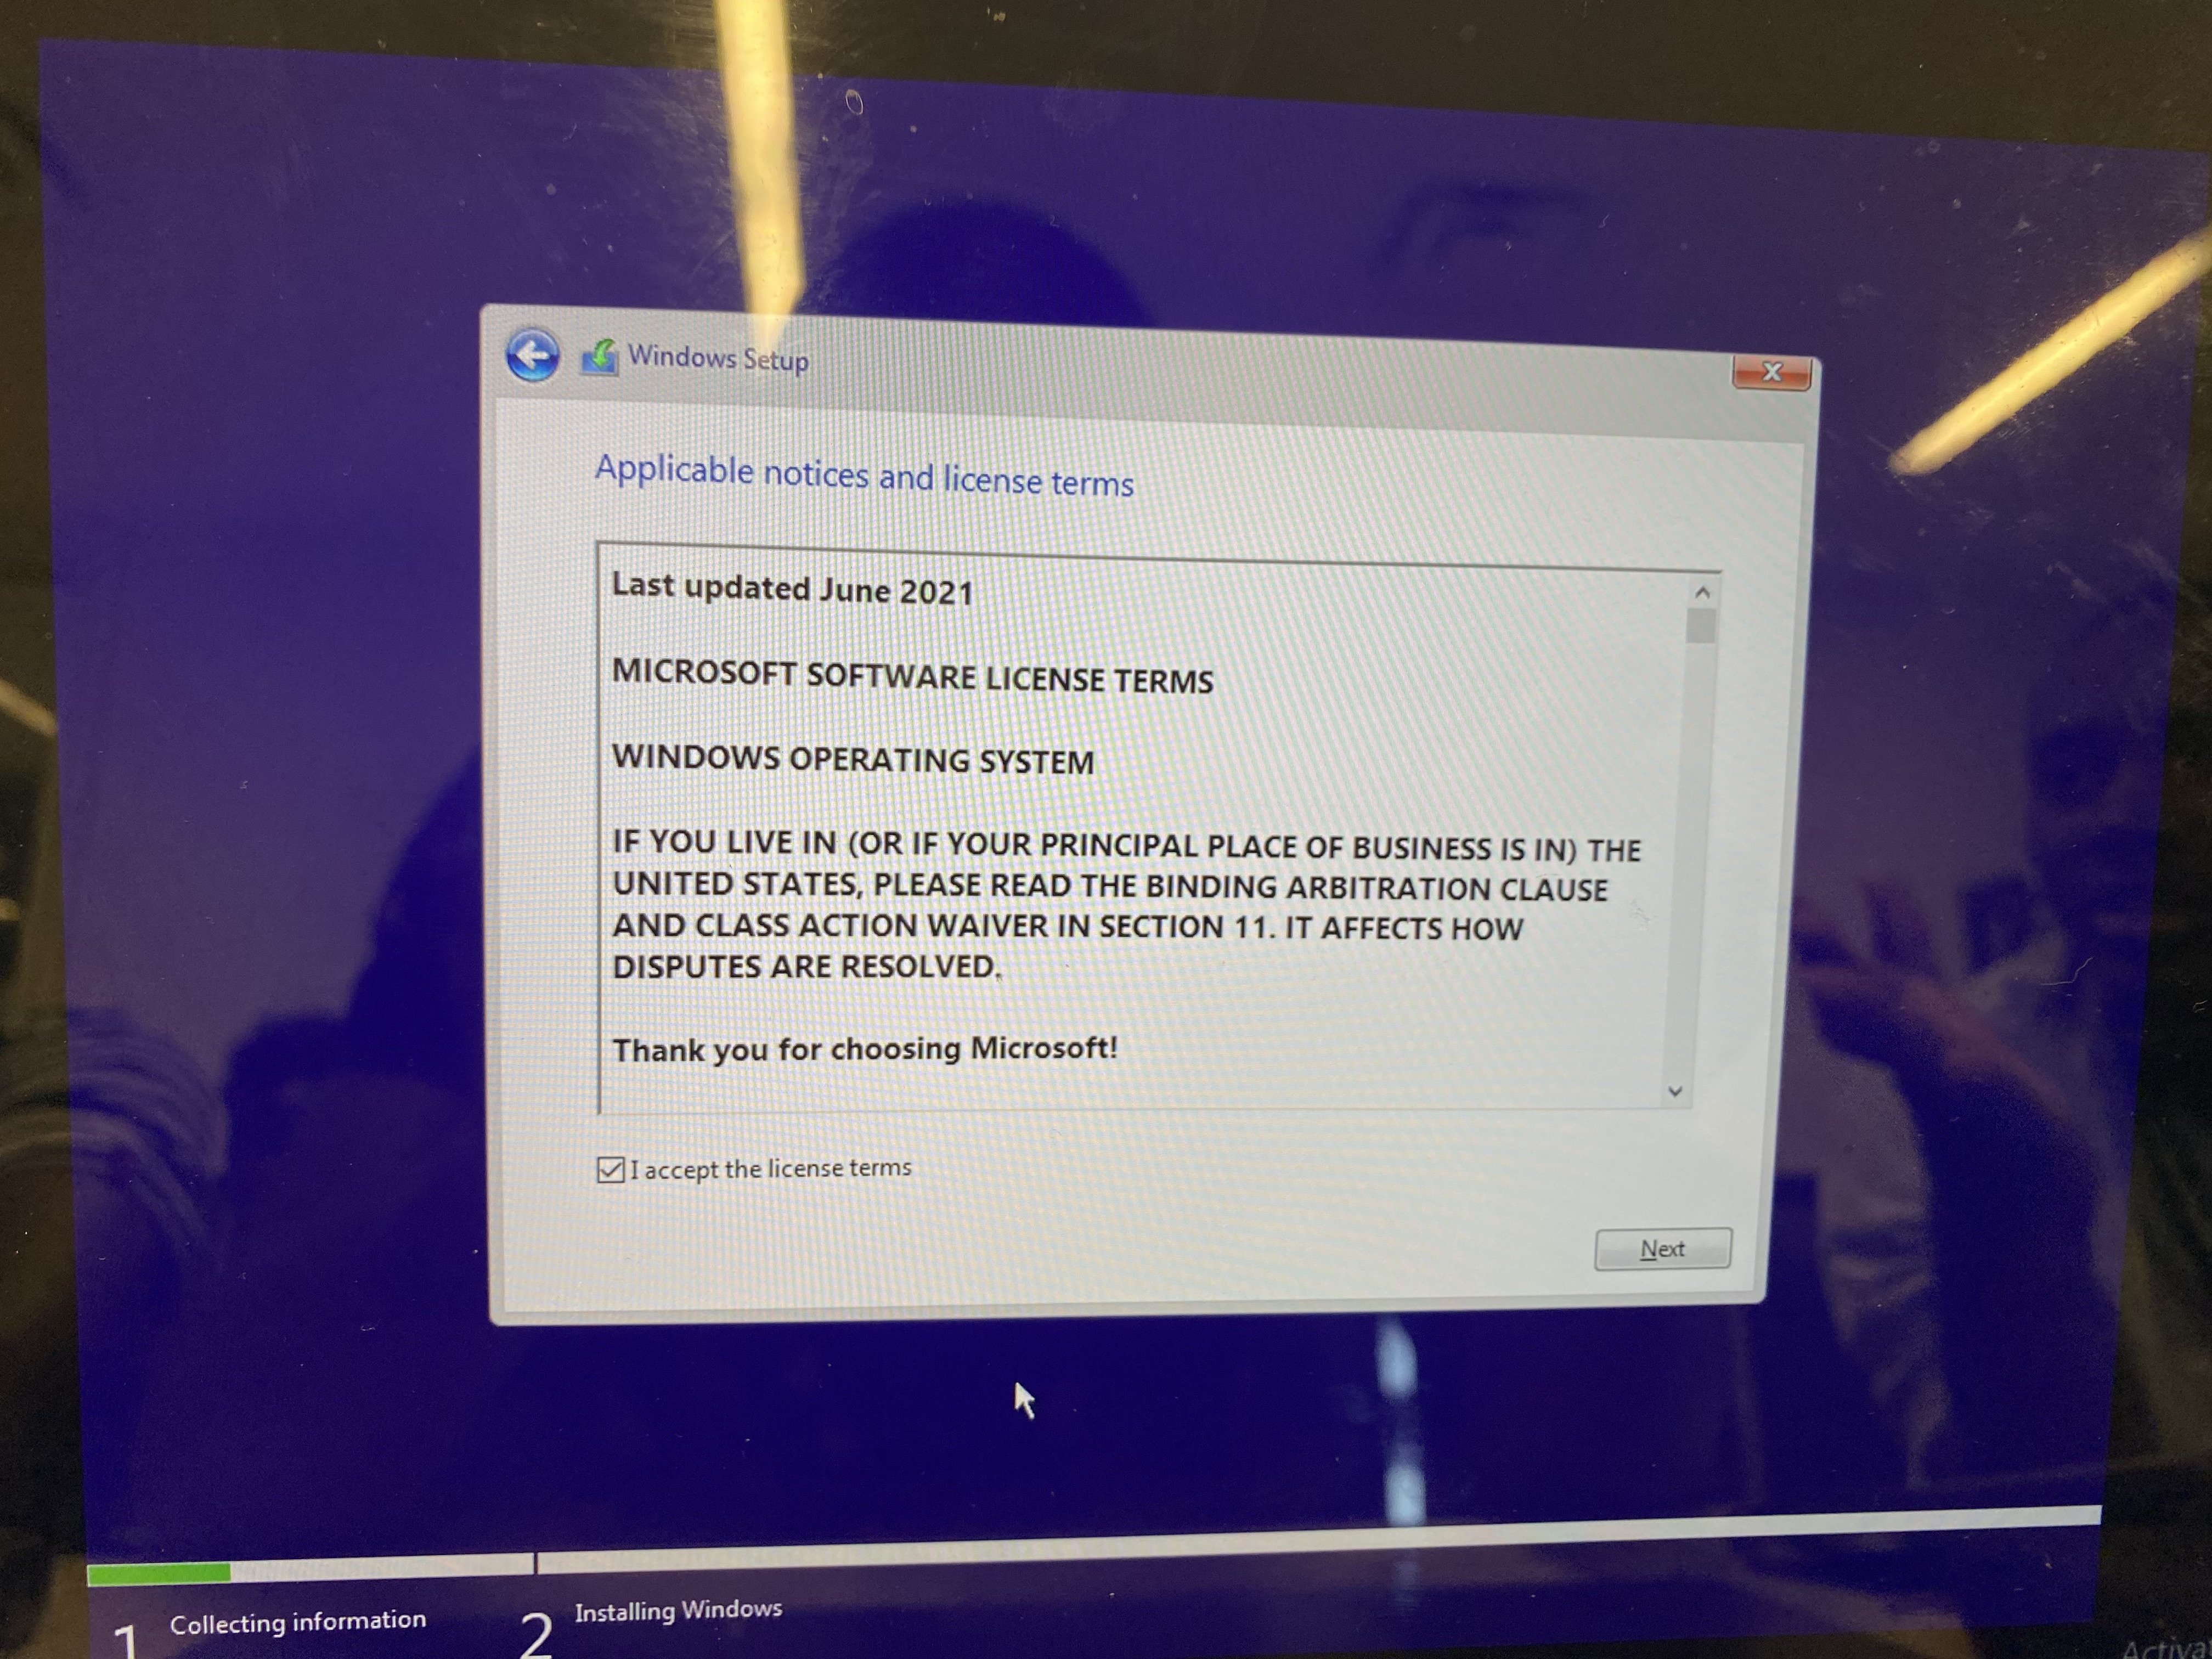 Windows Setup
Applicable notices and license terms
Last updated June 2021
MICROSOFT SOFTWARE LICENSE TERMS
WINDOWS OPERATING SYSTEM
IF YOU LIVE IN (OR IF YOUR PRINCIPAL PLACE OF BUSINESS IS IN) THE
UNITED STATES, PLEASE READ THE BINDING ARBITRATION CLAUSE
AND CLASS ACTION WAIVER IN SECTION 11. IT AFFECTS HOW
DISPUTES ARE RESOLVED.
Thank you for choosing Microsoft!
I accept the license terms
Next
1 Collecting information
2 Installing Windows